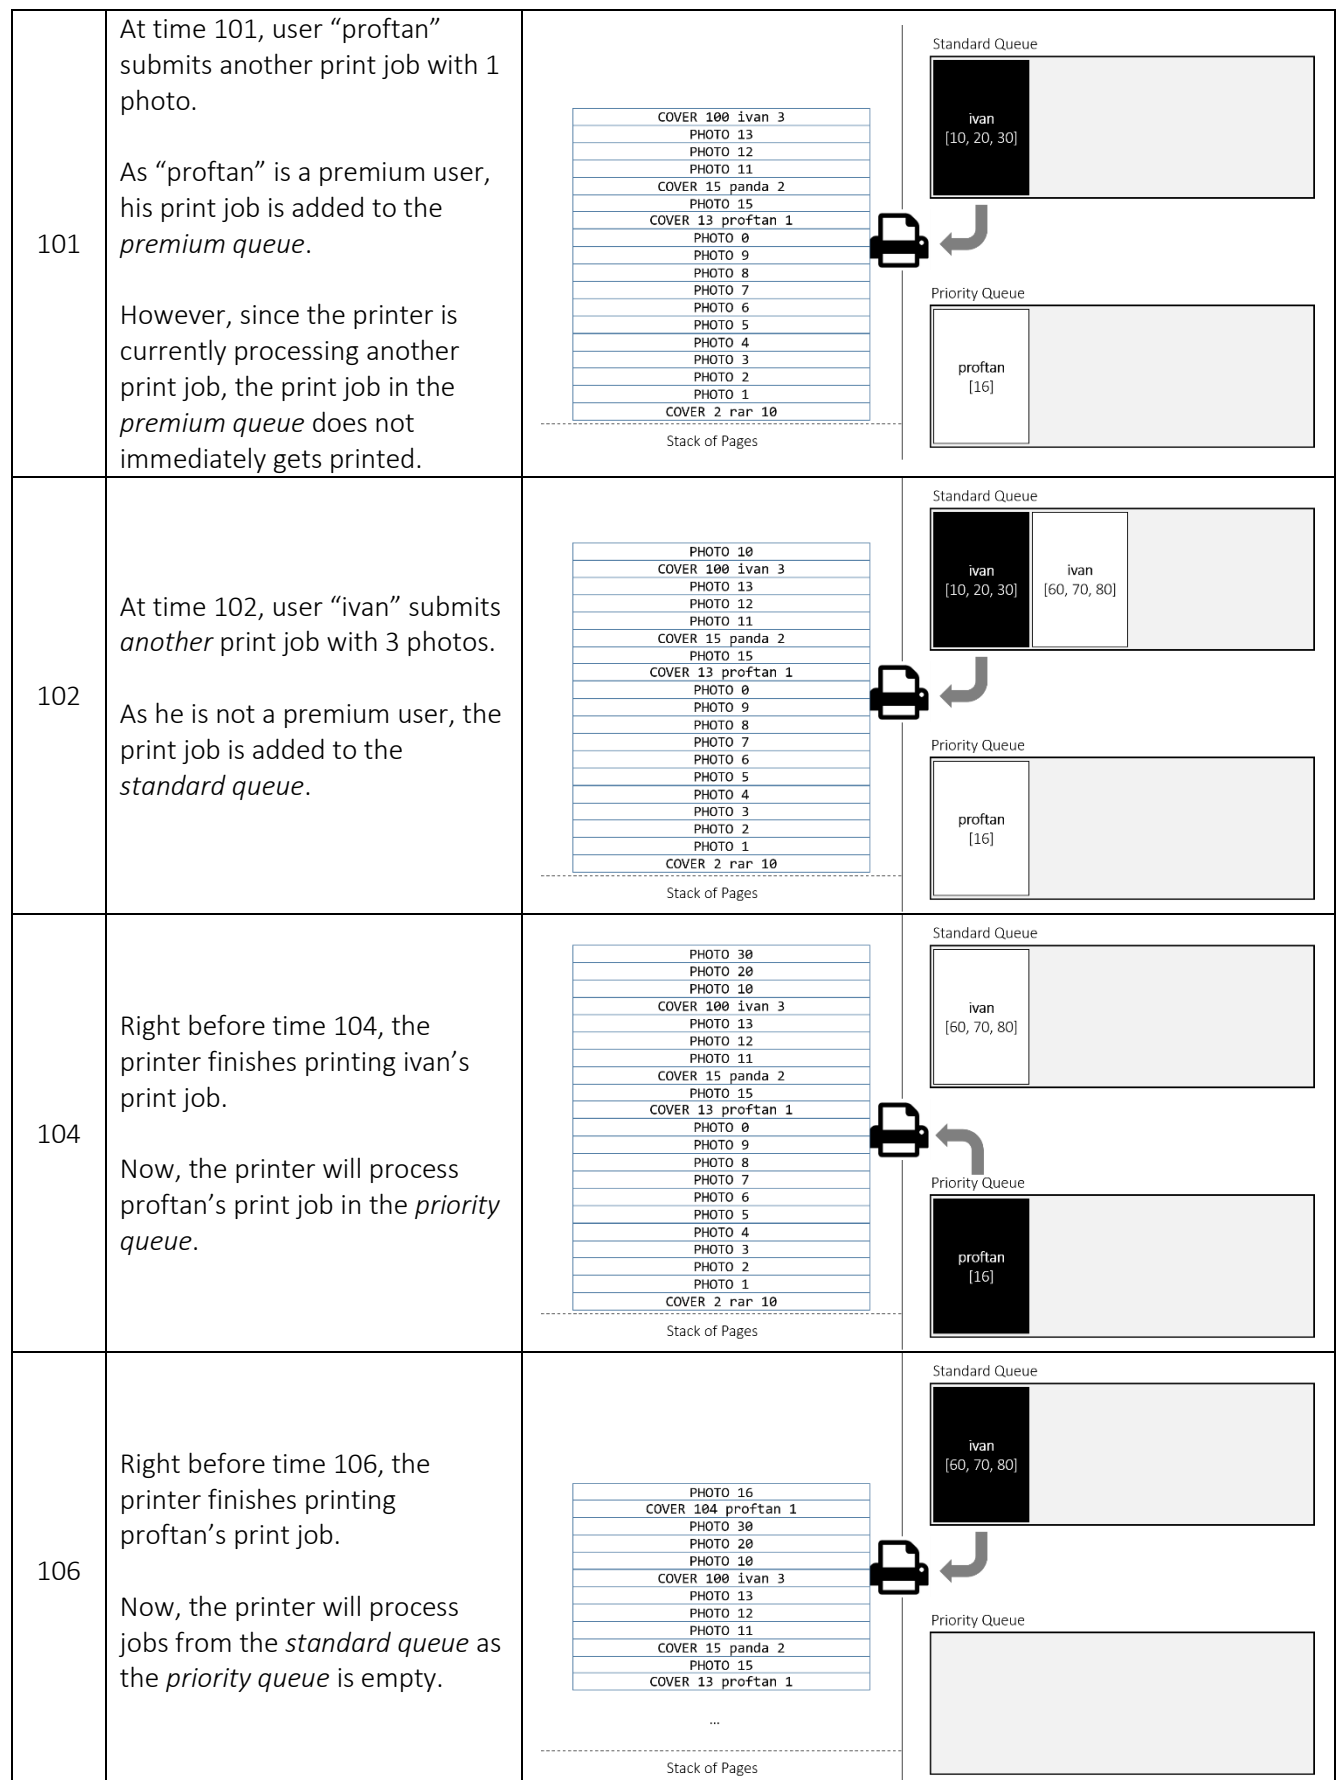 101
At time 101, user “proftan”
submits another print job with 1
photo.
As “proftan” is a premium user,
his print job is added to the
premium queue.
However, since the printer is
currently processing another
print job, the print job in the
premium queue does not
immediately gets printed.
COVER 100 ivan 3
PHOTO 13
PHOTO 12
PHOTO 11
COVER 15 panda 2
PHOTO 15
COVER 13 proftan 1
PHOTO 0
PHOTO 9
PHOTO 8
PHOTO 7
PHOTO 6
PHOTO 5
PHOTO 4
PHOTO 3
PHOTO 2
PHOTO 1
COVER 2 rar 10
Stack of Pages
Standard Queue
ivan
[10, 20, 30]
Priority Queue
proftan
[16]
102
At time 102, user “ivan” submits
another print job with 3 photos.
As he is not a premium user, the
print job is added to the
standard queue.
PHOTO 10
COVER 100 ivan 3
PHOTO 13
PHOTO 12
PHOTO 11
COVER 15 panda 2
PHOTO 15
COVER 13 proftan 1
PHOTO 0
PHOTO 9
PHOTO 8
PHOTO 7
PHOTO 6
PHOTO 5
PHOTO 4
PHOTO 3
PHOTO 2
PHOTO 1
COVER 2 rar 10
Stack of Pages
Standard Queue
ivan
[10, 20, 30]
ivan
[60, 70, 80]
Priority Queue
proftan
[16]
104
Right before time 104, the
printer finishes printing ivan’s
print job.
Now, the printer will process
proftan’s print job in the priority
queue.
PHOTO 30
PHOTO 20
PHOTO 10
COVER 100 ivan 3
PHOTO 13
PHOTO 12
PHOTO 11
COVER 15 panda 2
PHOTO 15
COVER 13 proftan 1
PHOTO 0
PHOTO 9
PHOTO 8
PHOTO 7
PHOTO 6
PHOTO 5
PHOTO 4
PHOTO 3
PHOTO 2
PHOTO 1
COVER 2 rar 10
Stack of Pages
Standard Queue
ivan
[60, 70, 80]
Priority Queue
proftan
[16]
106
Right before time 106, the
printer finishes printing
proftan’s print job.
Now, the printer will process
jobs from the standard queue as
the priority queue is empty.
PHOTO 16
COVER 104 proftan 1
PHOTO 30
PHOTO 20
PHOTO 10
COVER 100 ivan 3
PHOTO 13
PHOTO 12
PHOTO 11
COVER 15 panda 2
PHOTO 15
COVER 13 proftan 1
...
Stack of Pages
Standard Queue
ivan
[60, 70, 80]
Priority Queue